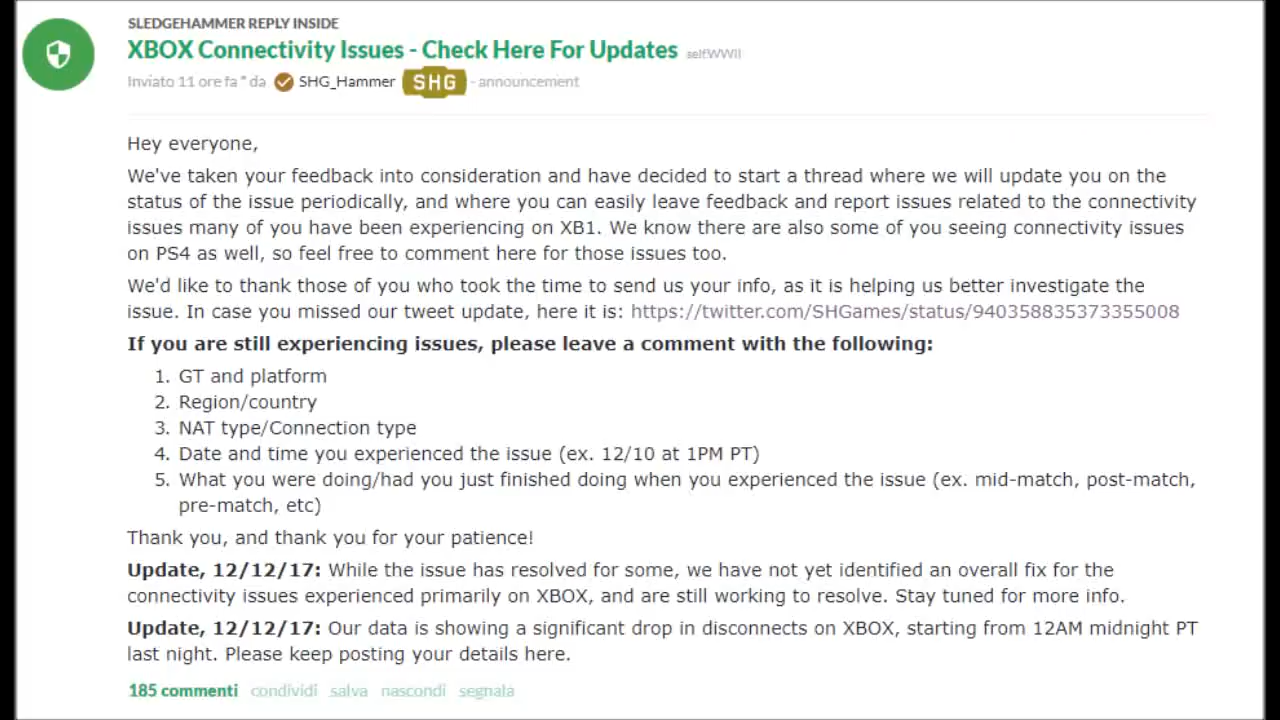 SLEDGEHAMMER REPLY INSIDE
XBOX Connectivity Issues - Check Here For Updates selfWWII
Inviato 11 ore fa * da SHG_Hammer SHG - announcement
Hey everyone,
We've taken your feedback into consideration and have decided to start a thread where we will update you on the
status of the issue periodically, and where you can easily leave feedback and report issues related to the connectivity
issues many of you have been experiencing on XB1. We know there are also some of you seeing connectivity issues
on PS4 as well, so feel free to comment here for those issues too.
We'd like to thank those of you who took the time to send us your info, as it is helping us better investigate the
issue. In case you missed our tweet update, here it is: https://twitter.com/SHGames/status/940358835373355008
If you are still experiencing issues, please leave a comment with the following:
1. GT and platform
2. Region/country
3. NAT type/Connection type
4. Date and time you experienced the issue (ex. 12/10 at 1PM PT)
5. What you were doing/had you just finished doing when you experienced the issue (ex. mid-match, post-match,
pre-match, etc)
Thank you, and thank you for your patience!
Update, 12/12/17: While the issue has resolved for some, we have not yet identified an overall fix for the
connectivity issues experienced primarily on XBOX, and are still working to resolve. Stay tuned for more info.
Update, 12/12/17: Our data is showing a significant drop in disconnects on XBOX, starting from 12AM midnight PT
last night. Please keep posting your details here.
185 commenti condividi salva nascondi segnala